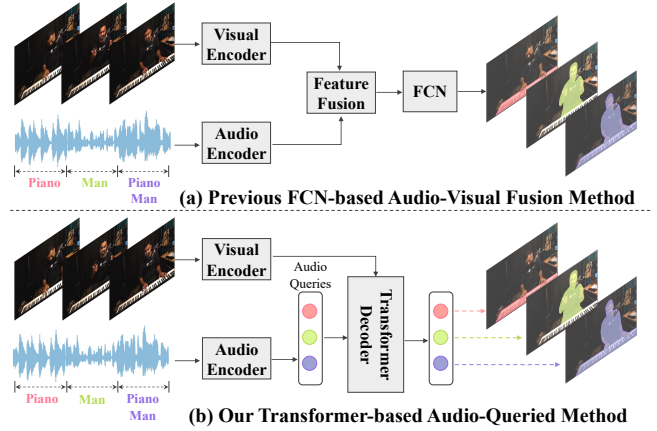 Visual
Encoder
Feature
Fusion
FCN
Audio
Encoder
Piano
Man
Piano
Man
(a) Previous FCN-based Audio-Visual Fusion Method
Visual
Encoder
Audio
Queries
Transformer
Decoder
Audio
Encoder
Piano
Man
Piano
Man
(b) Our Transformer-based Audio-Queried Method